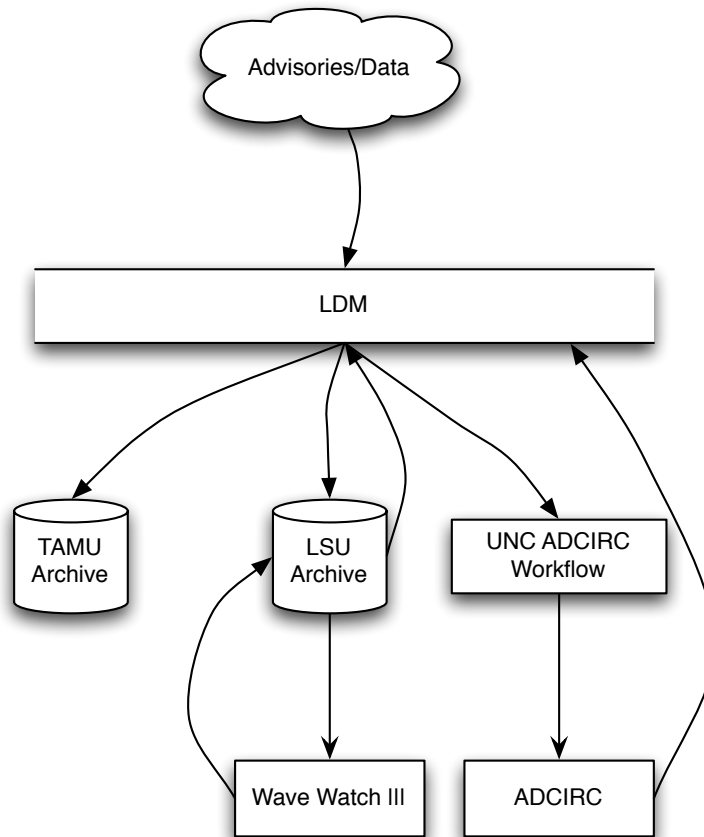 Advisories/Data
LDM
TAMU
Archive
LSU
Archive
UNC ADCIRC
Workflow
Wave Watch III
ADCIRC